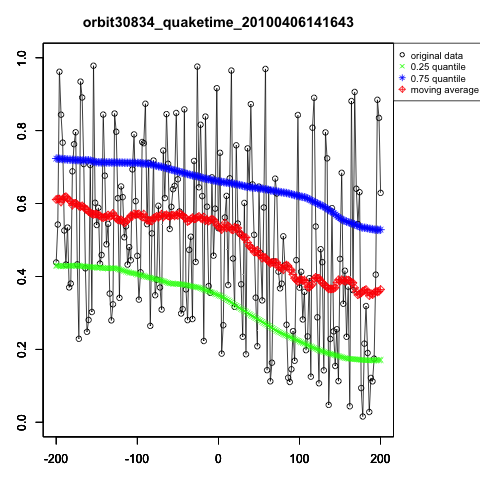 orbit30834_quaketime_20100406141643
original data
0.25 quantile
0.75 quantile
moving average
1.0
0.8
0.6
0.4
0.2
0.0
-200 -100 0 100 200